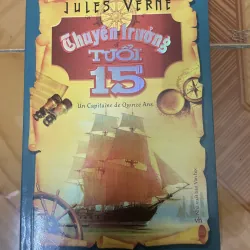 JULES VERNE
Thuyền Trưởng
TUỔI
15
Un Capitaine de Quinze Ans